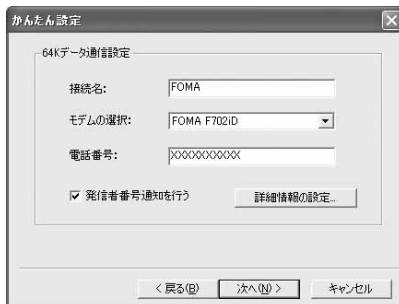 かんたん設定
64Kデータ通信設定
接続名: FOMA
モデムの選択: FOMA F702iD
電話番号: XXXXXXXXXXX
発信者番号通知を行う 詳細情報の設定...
< 戻る(B) 次へ(N) > キャンセル